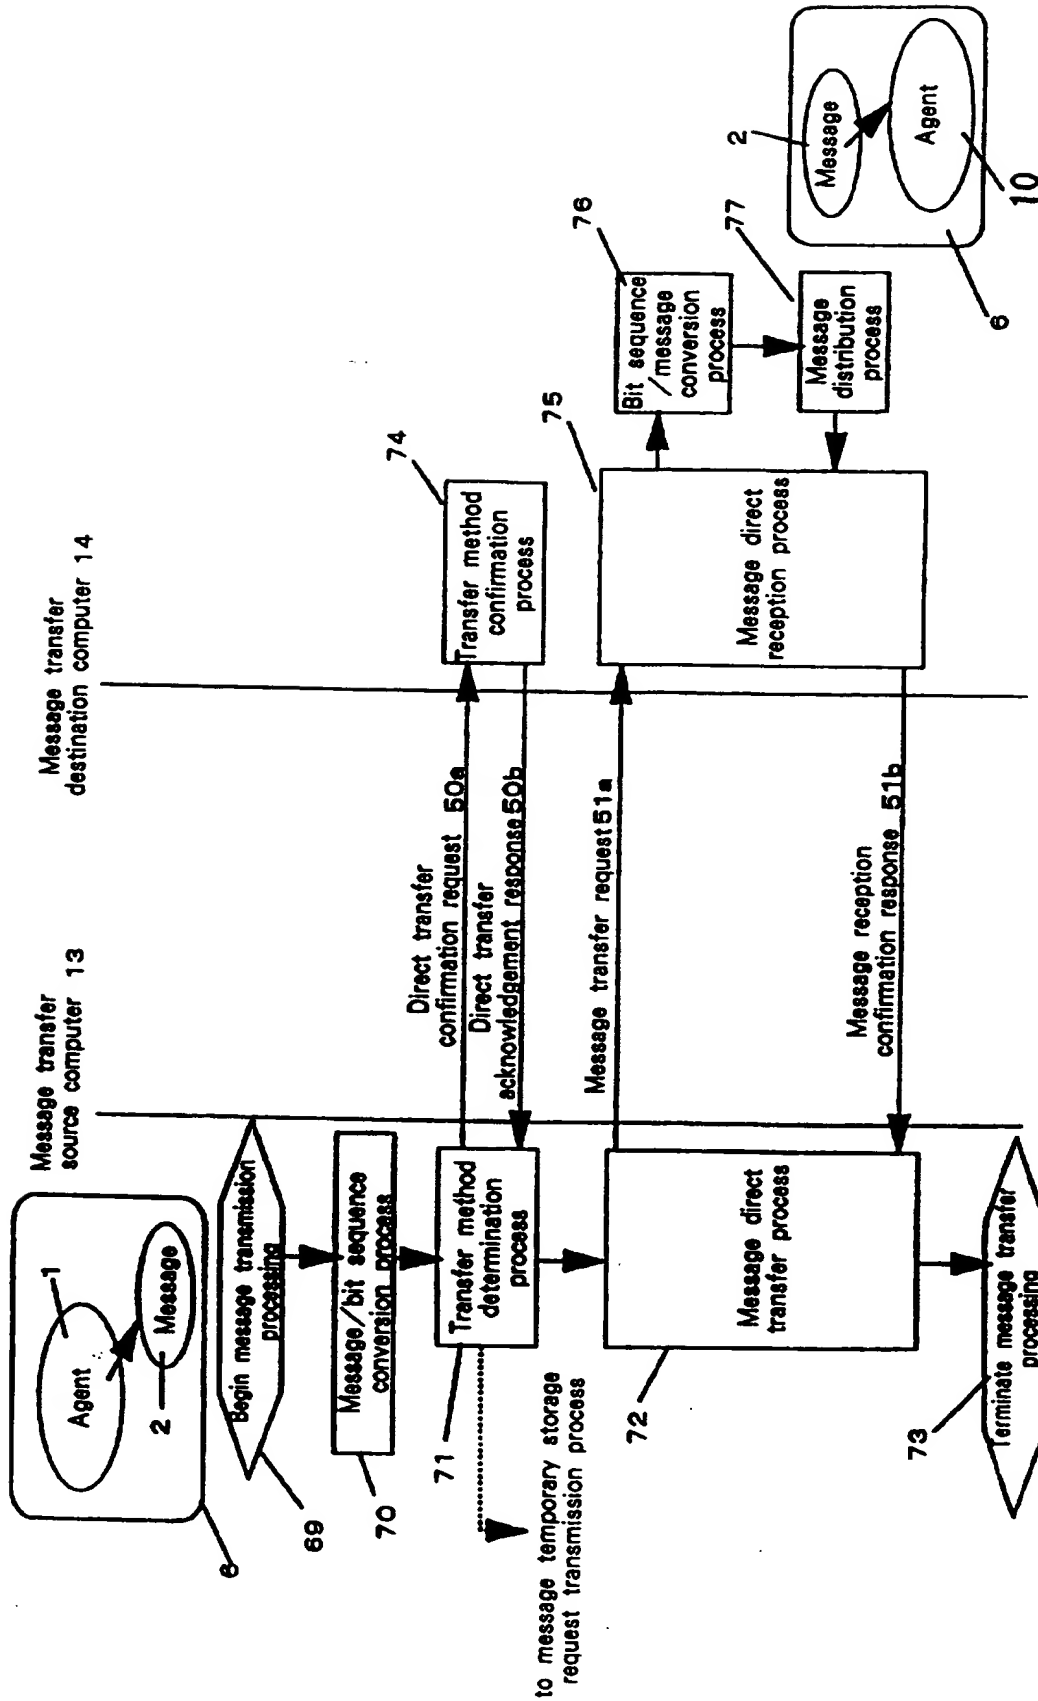 Message transfer
source computer 13
Message transfer
destination computer 14
Agent
1
Message
2
6
Begin message transmission
processing
69
Message/bit sequence
conversion process
70
Transfer method
determination
process
71
to message temporary storage
request transmission process
Message direct
transfer process
72
Terminate message transfer
processing
73
Direct transfer
confirmation request 50a
Direct transfer
acknowledgement response 50b
Message transfer request 51a
Message reception
confirmation response 51b
Transfer method
confirmation
process
74
Message direct
reception process
75
Bit sequence
/message
conversion
process
76
Message
distribution
process
77
2
Message
Agent
10
6